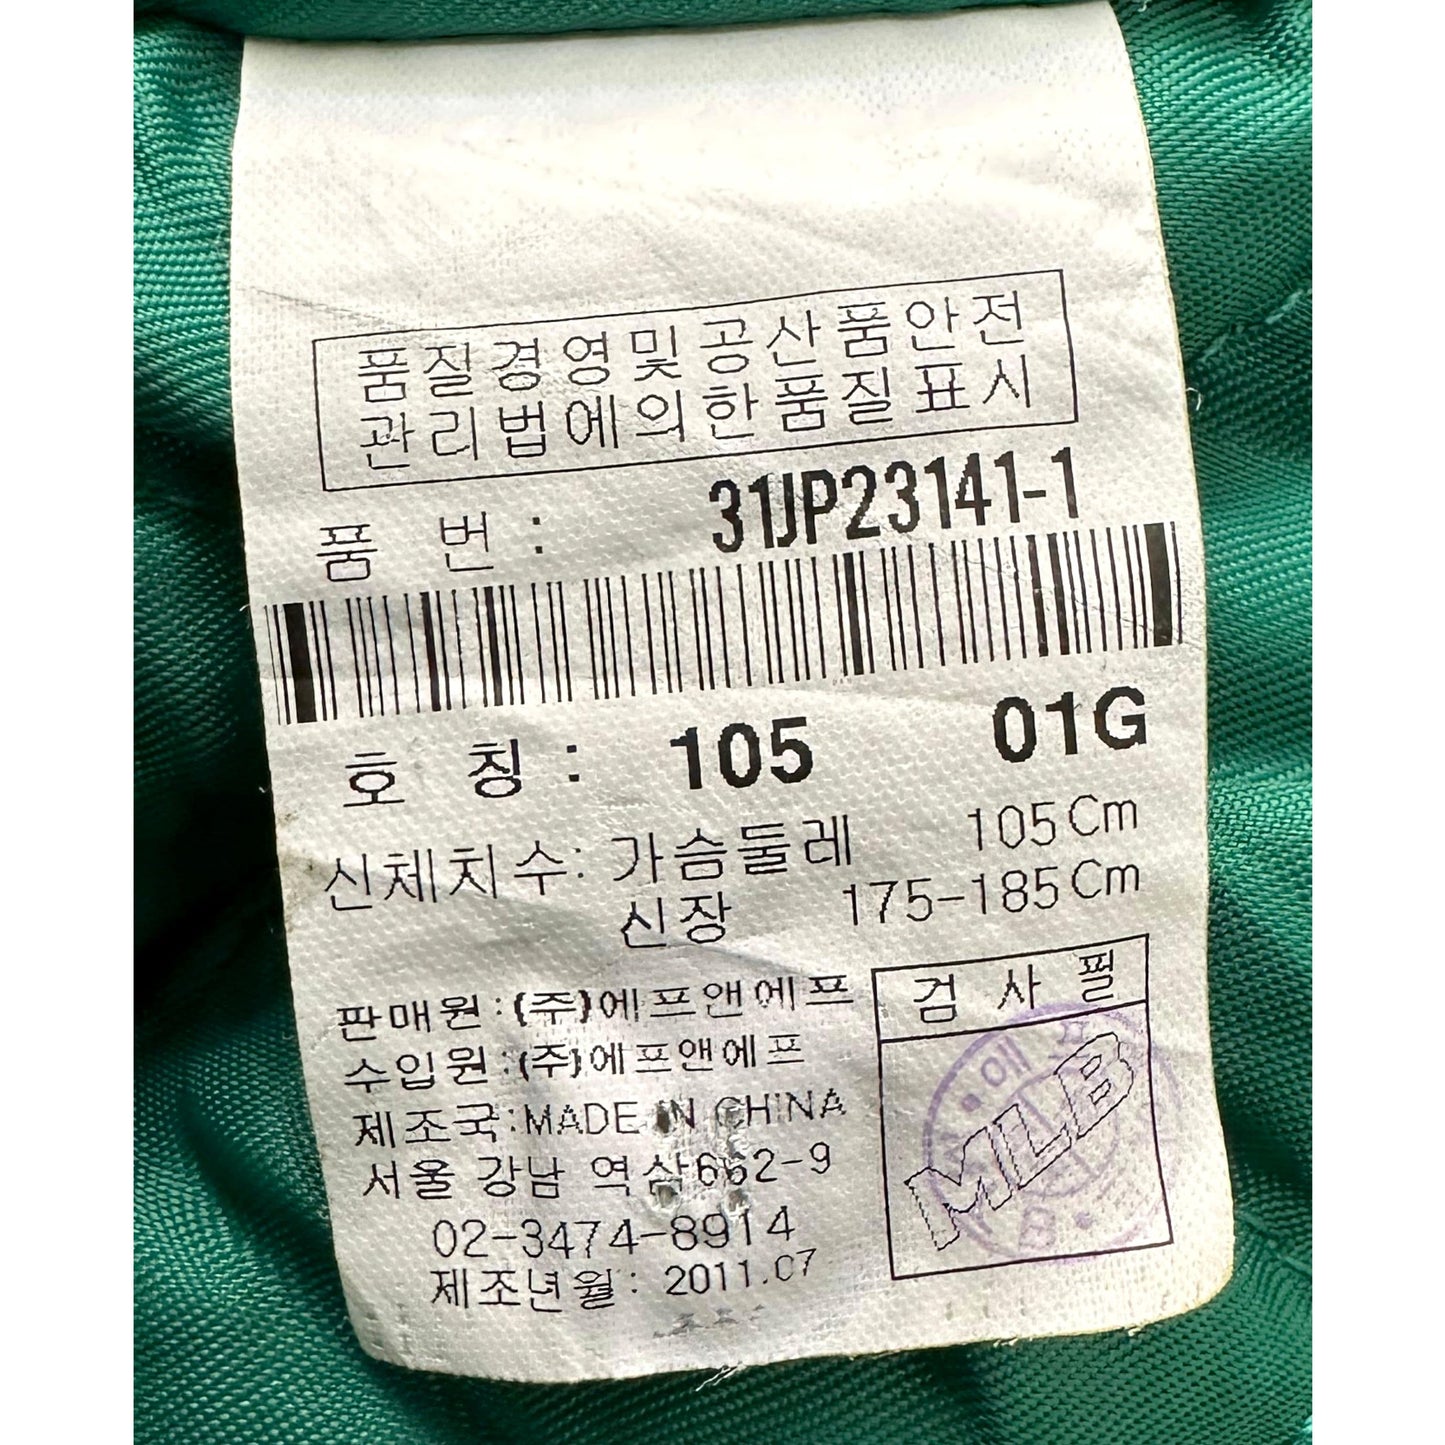 품질경영및공산품안전
관리법에의한품질표시
품 번 : 31JP23141-1
호 칭 : 105 01G
신체치수: 가슴둘레 105Cm
신장 175-185Cm
판매원:(주)에프앤에프
수입원:(주)에프앤에프
제조국:MADE IN CHINA
서울 강남 역삼662-9
02-3474-8914
제조년월: 2011.07
검 사 필
MLB